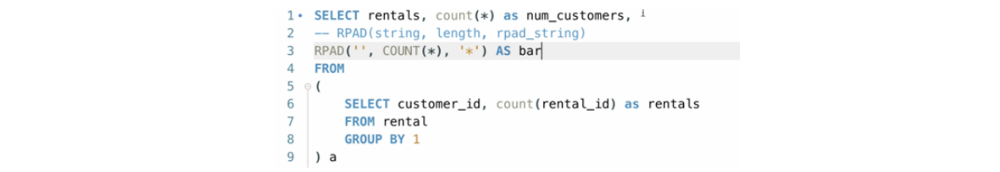 1 SELECT rentals, count(*) as num_customers,
2 -- RPAD(string, length, rpad_string)
3 RPAD('', COUNT(*), '*') AS bar
4 FROM
5 (
6 SELECT customer_id, count(rental_id) as rentals
7 FROM rental
8 GROUP BY 1
9 ) a